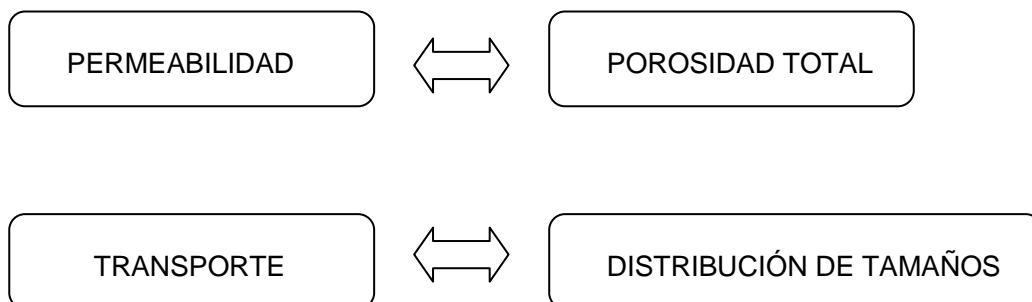 PERMEABILIDAD
POROSIDAD TOTAL
TRANSPORTE
DISTRIBUCIÓN DE TAMAÑOS